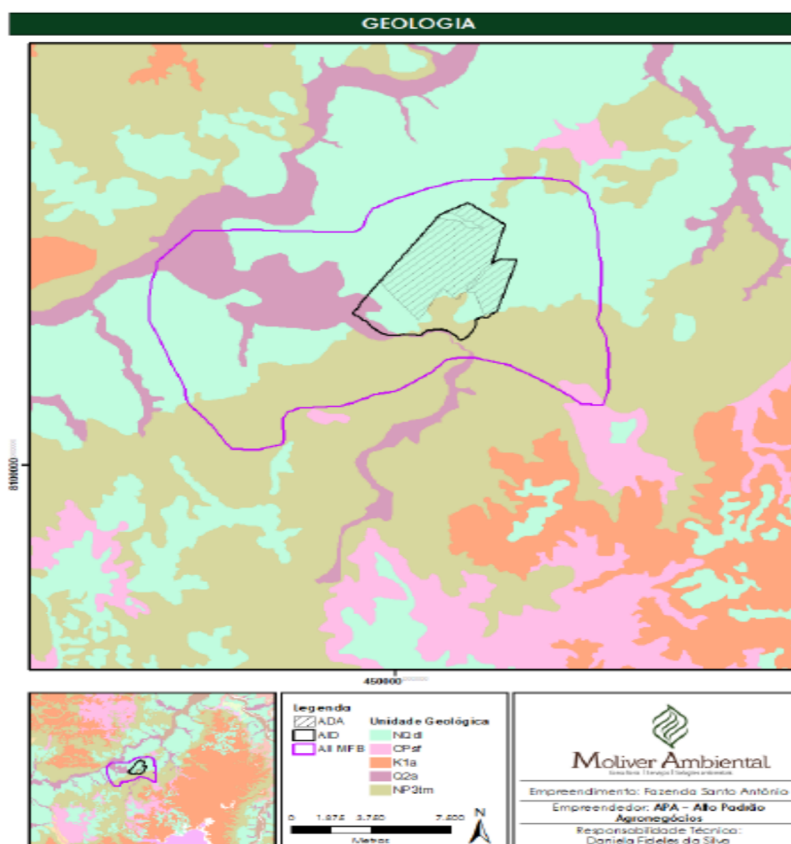 GEOLOGIA
810000
450000
Legenda
ADA
AID
AII MFB
Unidade Geológica
NQdl
CPsf
K1a
Q2a
NP3tm
0 1.875 3.750 7.500
Metros
N
Moliver Ambiental
Empreendimento: Fazenda Santo Antônio
Empreendedor: APA - Alto Padrão
Agronegócios
Responsabilidade Técnica:
Daniela Fideles da Silva